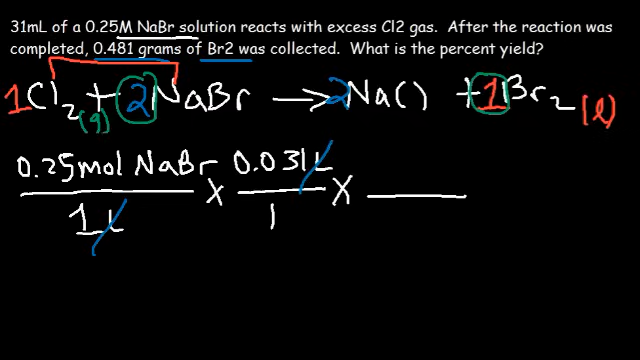 31mL of a 0.25M NaBr solution reacts with excess Cl2 gas. After the reaction was
completed, 0.481 grams of Br2 was collected. What is the percent yield?
1Cl₂(g) + 2NaBr → 2NaCl + 1Br₂(l)
0.25mol NaBr / 1L × 0.031L / 1 ×